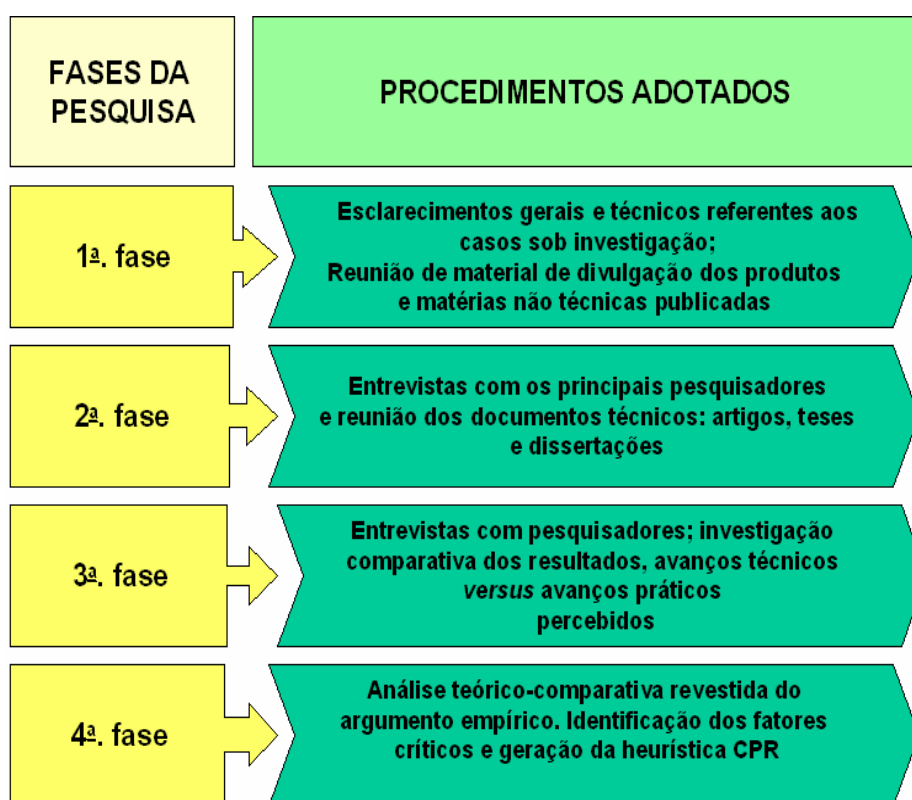 FASES DA
PESQUISA
PROCEDIMENTOS ADOTADOS
1ª. fase
Esclarecimentos gerais e técnicos referentes aos
casos sob investigação;
Reunião de material de divulgação dos produtos
e matérias não técnicas publicadas
2ª. fase
Entrevistas com os principais pesquisadores
e reunião dos documentos técnicos: artigos, teses
e dissertações
3ª. fase
Entrevistas com pesquisadores; investigação
comparativa dos resultados, avanços técnicos
versus avanços práticos
percebidos
4ª. fase
Análise teórico-comparativa revestida do
argumento empírico. Identificação dos fatores
críticos e geração da heurística CPR